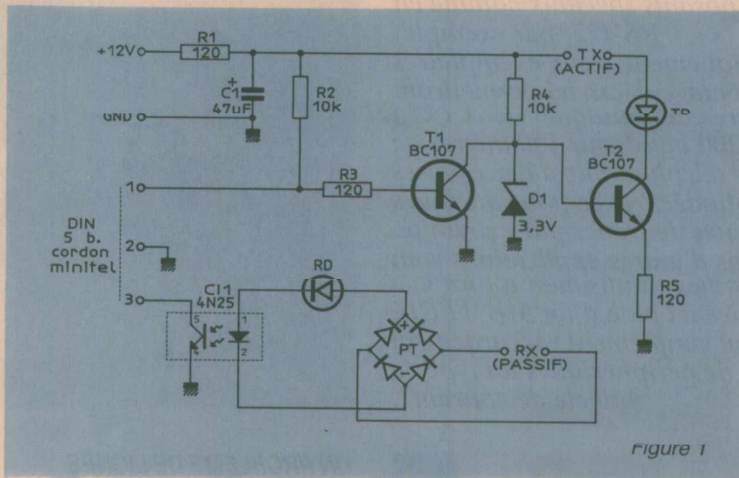 +12V
R1
120
TX
(ACTIF)
C1
47uF
+
R2
10k
R4
10k
GND
T1
BC107
T2
BC107
1
R3
120
D1
3,3V
DIN
5 b.
cordon
minitel
2
3
CI1
4N25
5
1
2
RD
+
PT
−
RX
(PASSIF)
R5
120
Figure 1